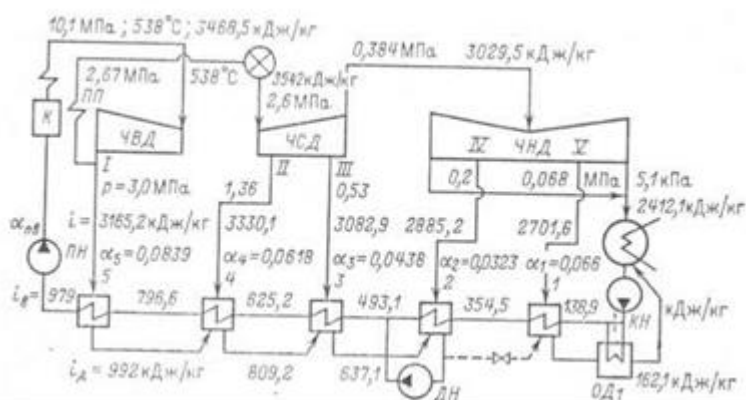 10,1 МПа ; 538°С ; 3468,5 кДж/кг
0,384 МПа 3029,5 кДж/кг
2,67 МПа 538°С 3542 кДж/кг
ПП 2,6 МПа
К
ЧВД ЧСД ЧНД
I II III IV V
р=3,0 МПа 1,36 0,53 0,2 0,068 МПа 5,1 кПа
2412,1 кДж/кг
i= 3165,2 кДж/кг 3330,1 3082,9 2885,2 2701,6
αпв ПН α5=0,0839 α4=0,0618 α3=0,0438 α2=0,0323 α1=0,066
5 4 3 2 1
iв= 979 796,6 625,2 493,1 354,5 138,9 КН кДж/кг
iд= 992 кДж/кг 809,2 637,1 ДН ОД1 162,1 кДж/кг